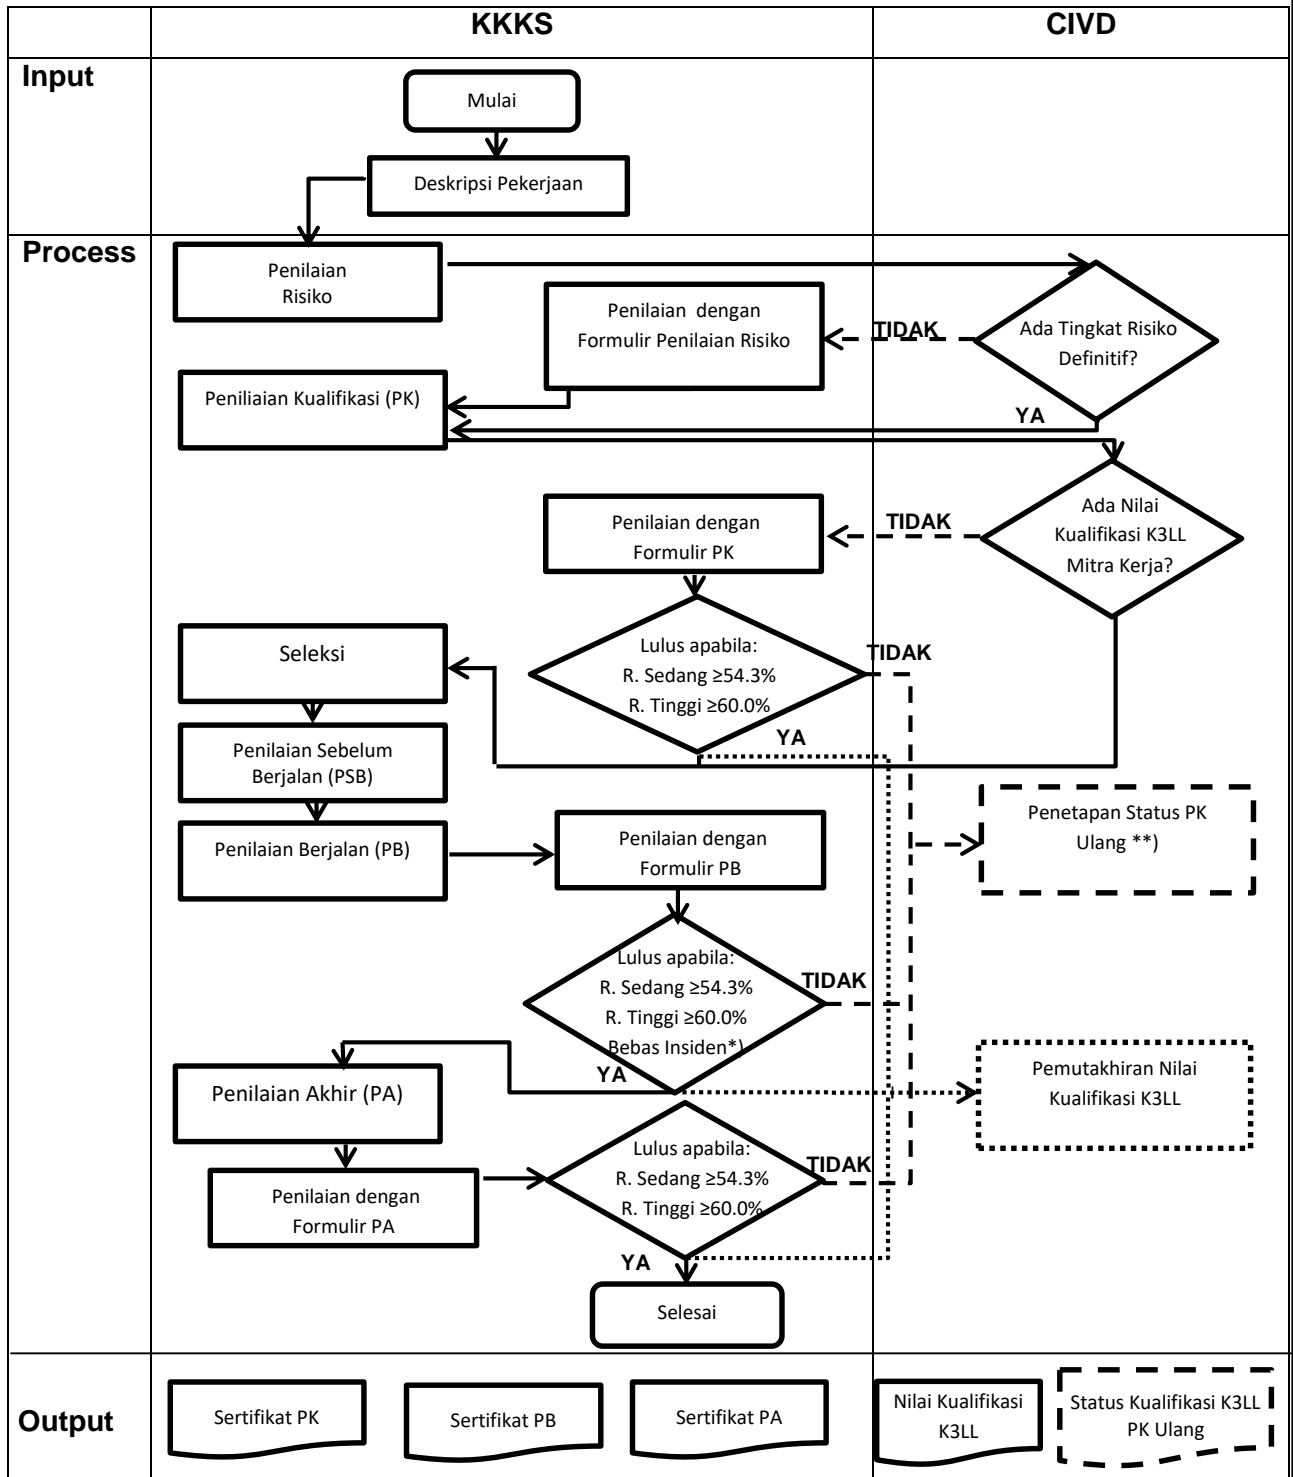 KKKS
CIVD
Input
Mulai
Deskripsi Pekerjaan
Process
Penilaian
Risiko
Penilaian dengan
Formulir Penilaian Risiko
TIDAK
Ada Tingkat Risiko
Definitif?
Peniliaian Kualifikasi (PK)
YA
Penilaian dengan
Formulir PK
TIDAK
Ada Nilai
Kualifikasi K3LL
Mitra Kerja?
Seleksi
Lulus apabila:
R. Sedang ≥54.3%
R. Tinggi ≥60.0%
TIDAK
YA
Penilaian Sebelum
Berjalan (PSB)
Penetapan Status PK
Ulang **)
Penilaian Berjalan (PB)
Penilaian dengan
Formulir PB
Lulus apabila:
R. Sedang ≥54.3%
R. Tinggi ≥60.0%
Bebas Insiden*)
TIDAK
YA
Pemutakhiran Nilai
Kualifikasi K3LL
Penilaian Akhir (PA)
Lulus apabila:
R. Sedang ≥54.3%
R. Tinggi ≥60.0%
TIDAK
Penilaian dengan
Formulir PA
YA
Selesai
Output
Sertifikat PK
Sertifikat PB
Sertifikat PA
Nilai Kualifikasi
K3LL
Status Kualifikasi K3LL
PK Ulang